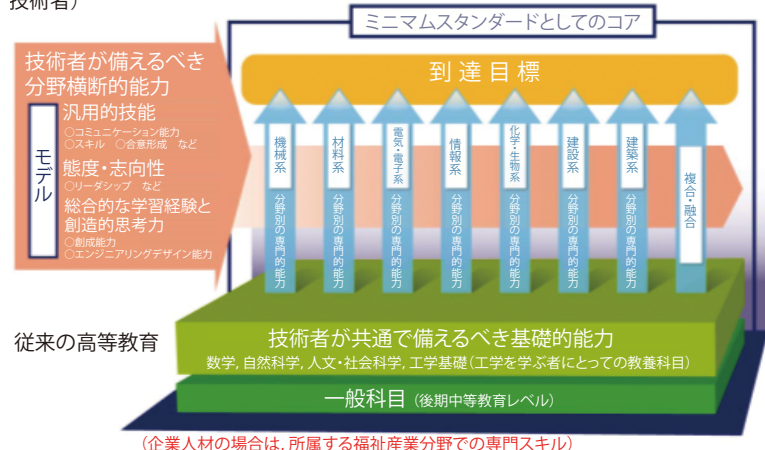 技術者）
ミニマムスタンダードとしてのコア
到達目標
技術者が備えるべき
分野横断的能力
モデル
汎用的技能
○コミュニケーション能力
○スキル ○合意形成 など
態度・志向性
○リーダシップ など
総合的な学習経験と
創造的思考力
○創成能力
○エンジニアリングデザイン能力
機械系
分野別の専門的能力
材料系
分野別の専門的能力
電気・電子系
分野別の専門的能力
情報系
分野別の専門的能力
化学・生物系
分野別の専門的能力
建設系
分野別の専門的能力
建築系
分野別の専門的能力
複合・融合
従来の高等教育
技術者が共通で備えるべき基礎的能力
数学, 自然科学, 人文・社会科学, 工学基礎(工学を学ぶ者にとっての教養科目)
一般科目 (後期中等教育レベル)
(企業人材の場合は, 所属する福祉産業分野での専門スキル)